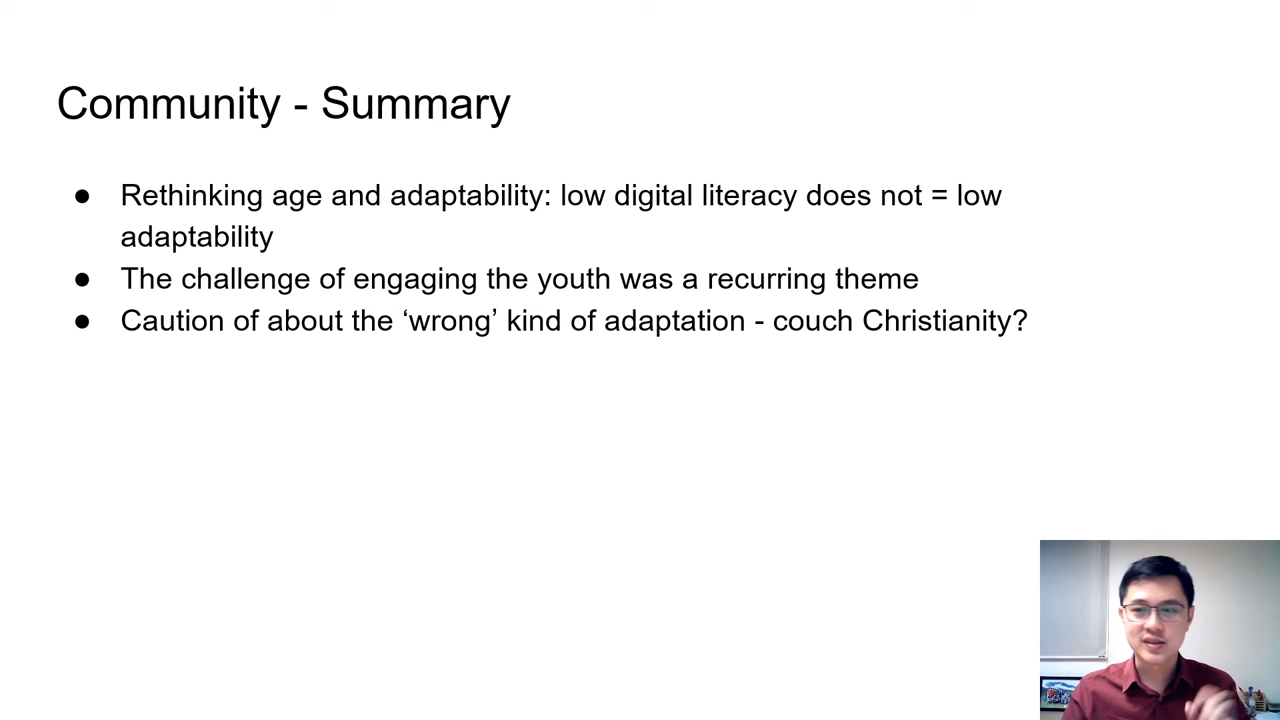 Community - Summary
● Rethinking age and adaptability: low digital literacy does not = low
adaptability
● The challenge of engaging the youth was a recurring theme
● Caution of about the ‘wrong’ kind of adaptation - couch Christianity?